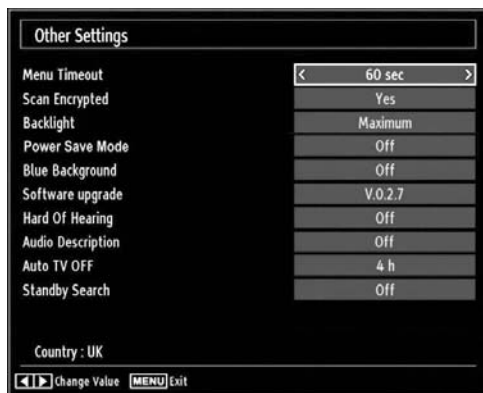 Other Settings
Menu Timeout < 60 sec >
Scan Encrypted Yes
Backlight Maximum
Power Save Mode Off
Blue Background Off
Software upgrade V.0.2.7
Hard Of Hearing Off
Audio Description Off
Auto TV OFF 4 h
Standby Search Off
Country : UK
Change Value MENU Exit